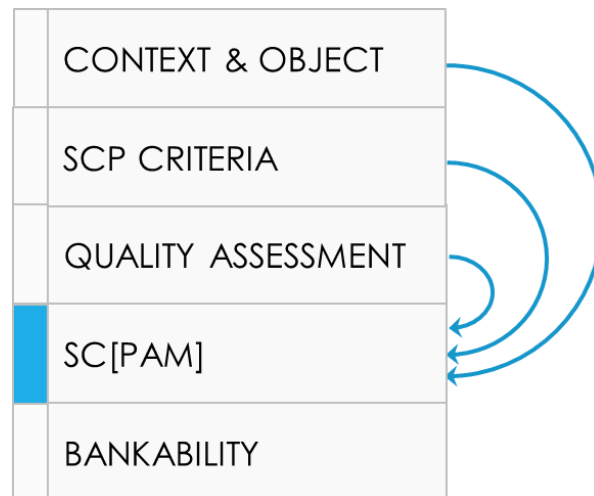 CONTEXT & OBJECT
SCP CRITERIA
QUALITY ASSESSMENT
SC[PAM]
BANKABILITY